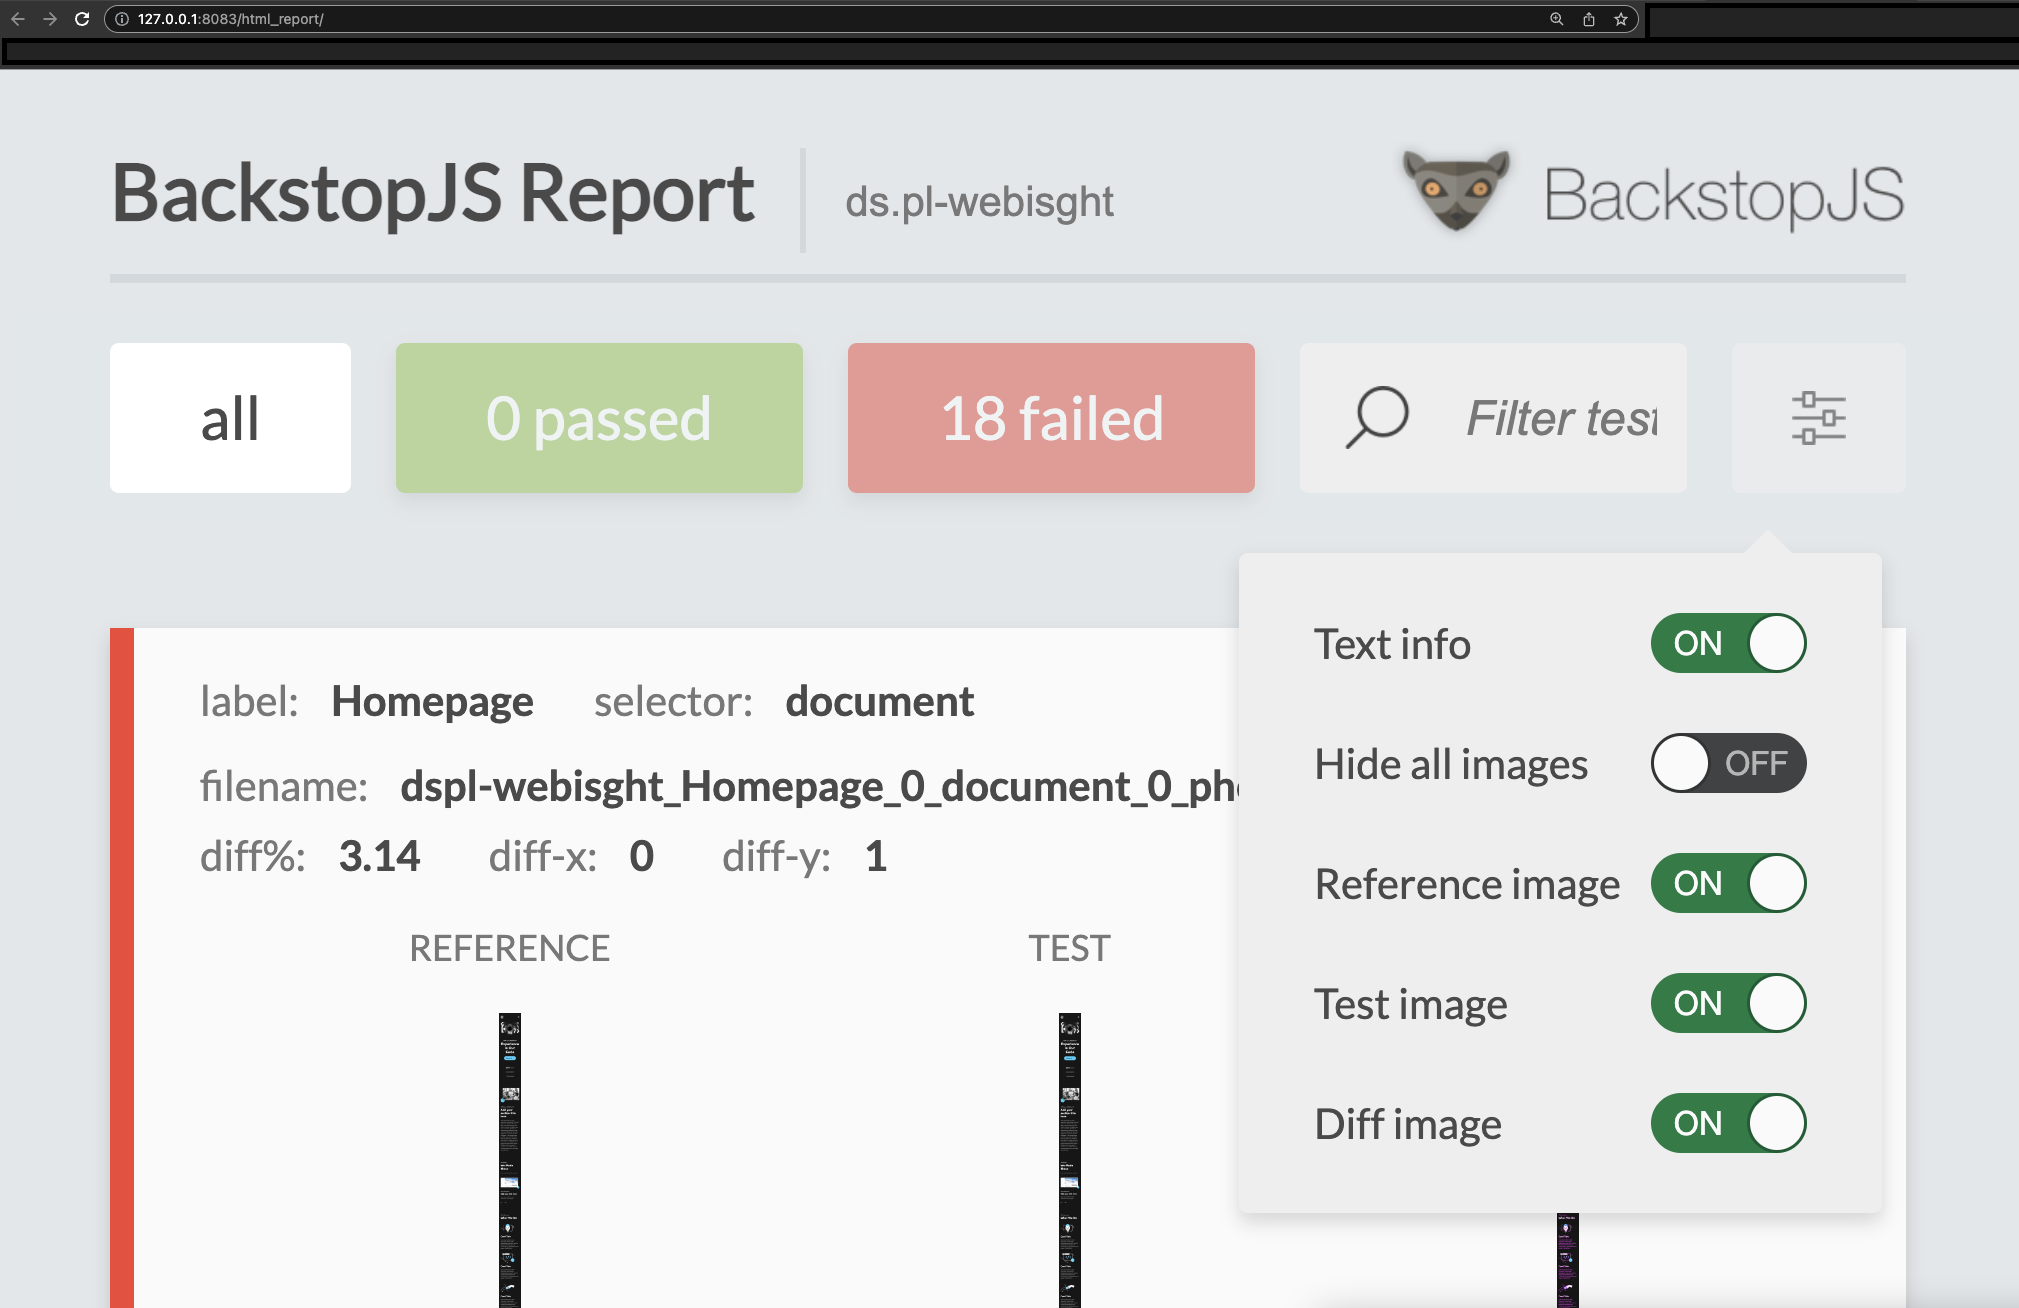 127.0.0.1:8083/html_report/
BackstopJS Report
ds.pl-webisght
BackstopJS
all
0 passed
18 failed
Filter test
Text info ON
Hide all images OFF
Reference image ON
Test image ON
Diff image ON
label: Homepage selector: document
filename: dspl-webisght_Homepage_0_document_0_pho
diff%: 3.14 diff-x: 0 diff-y: 1
REFERENCE
TEST